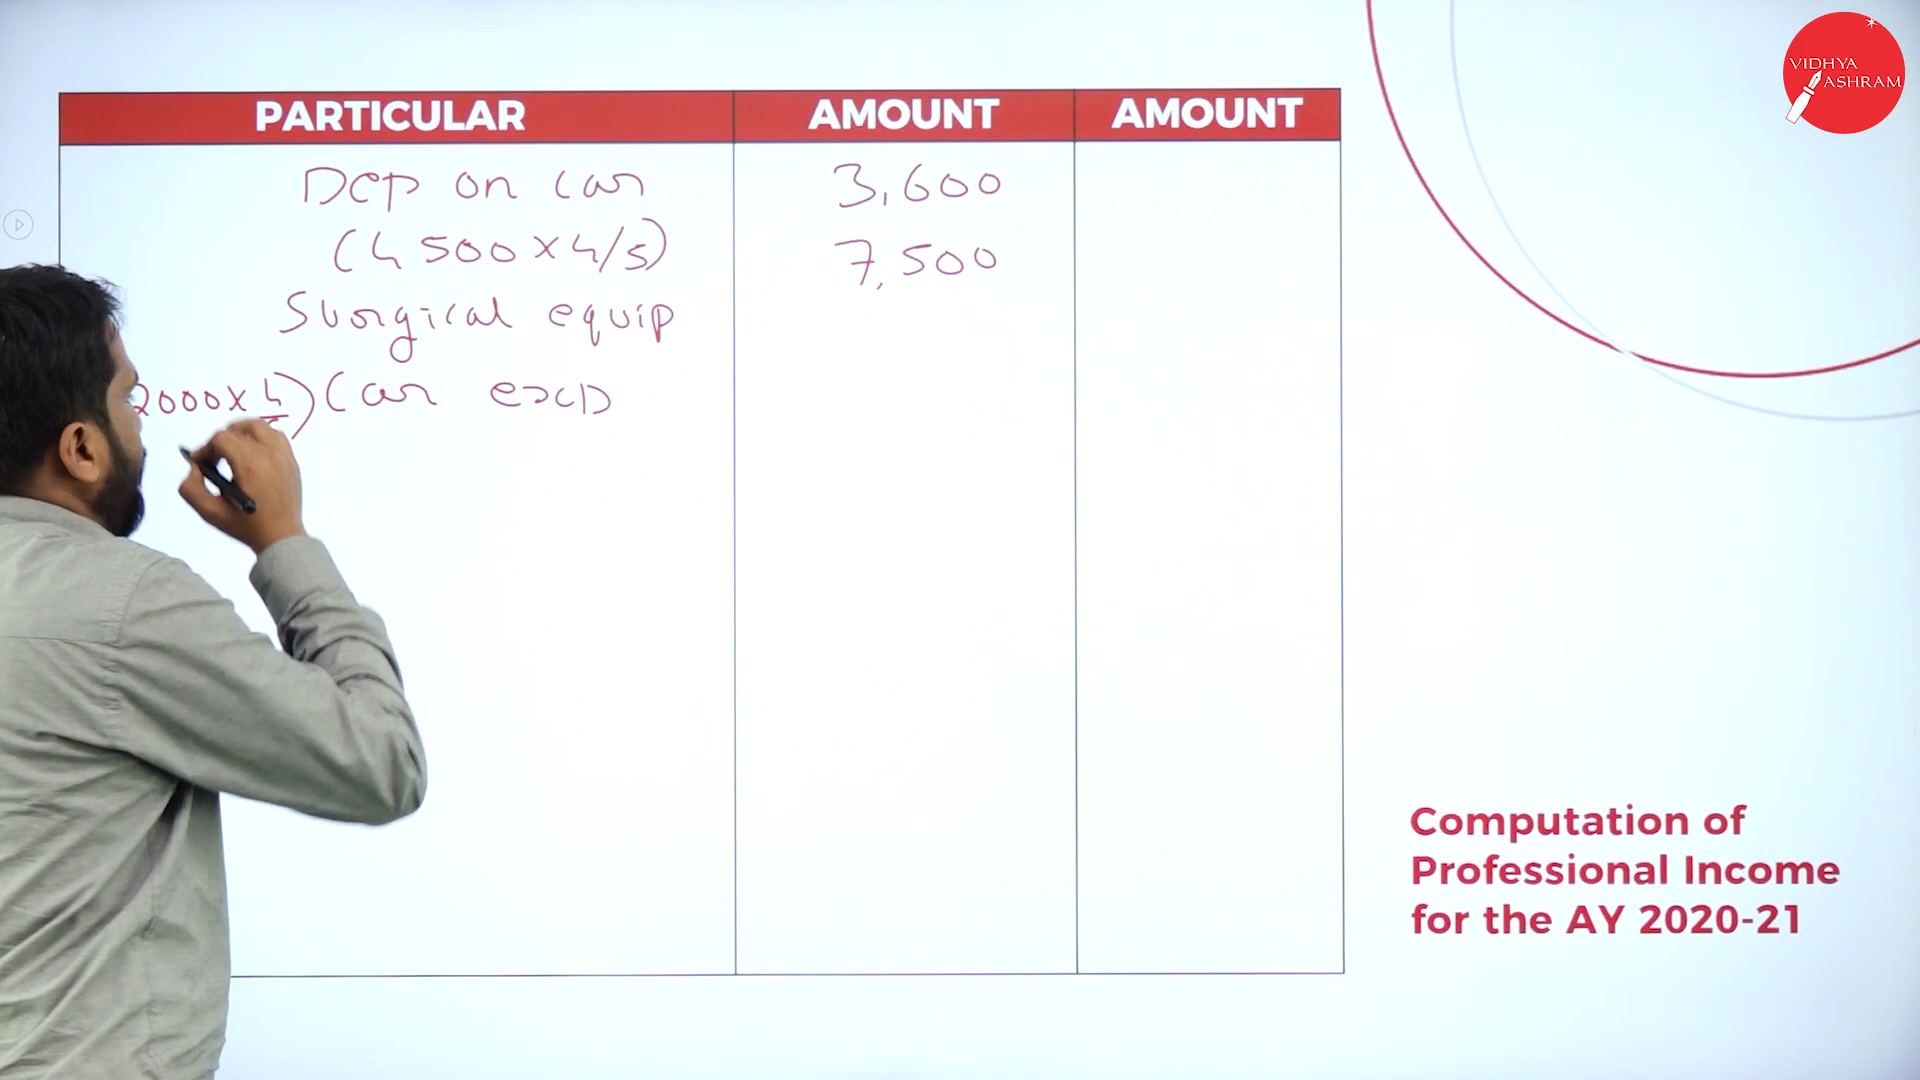 VIDHYA
ASHRAM
PARTICULAR AMOUNT AMOUNT
Dep on car 3,600
(4500×4/5) 7,500
Surgical equip
2000×4) Car exp
Computation of
Professional Income
for the AY 2020-21